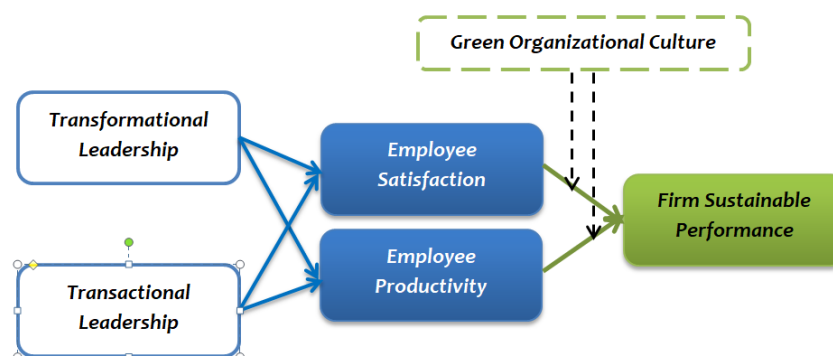 Green Organizational Culture
Transformational
Leadership
Employee
Satisfaction
Firm Sustainable
Performance
Employee
Productivity
Transactional
Leadership